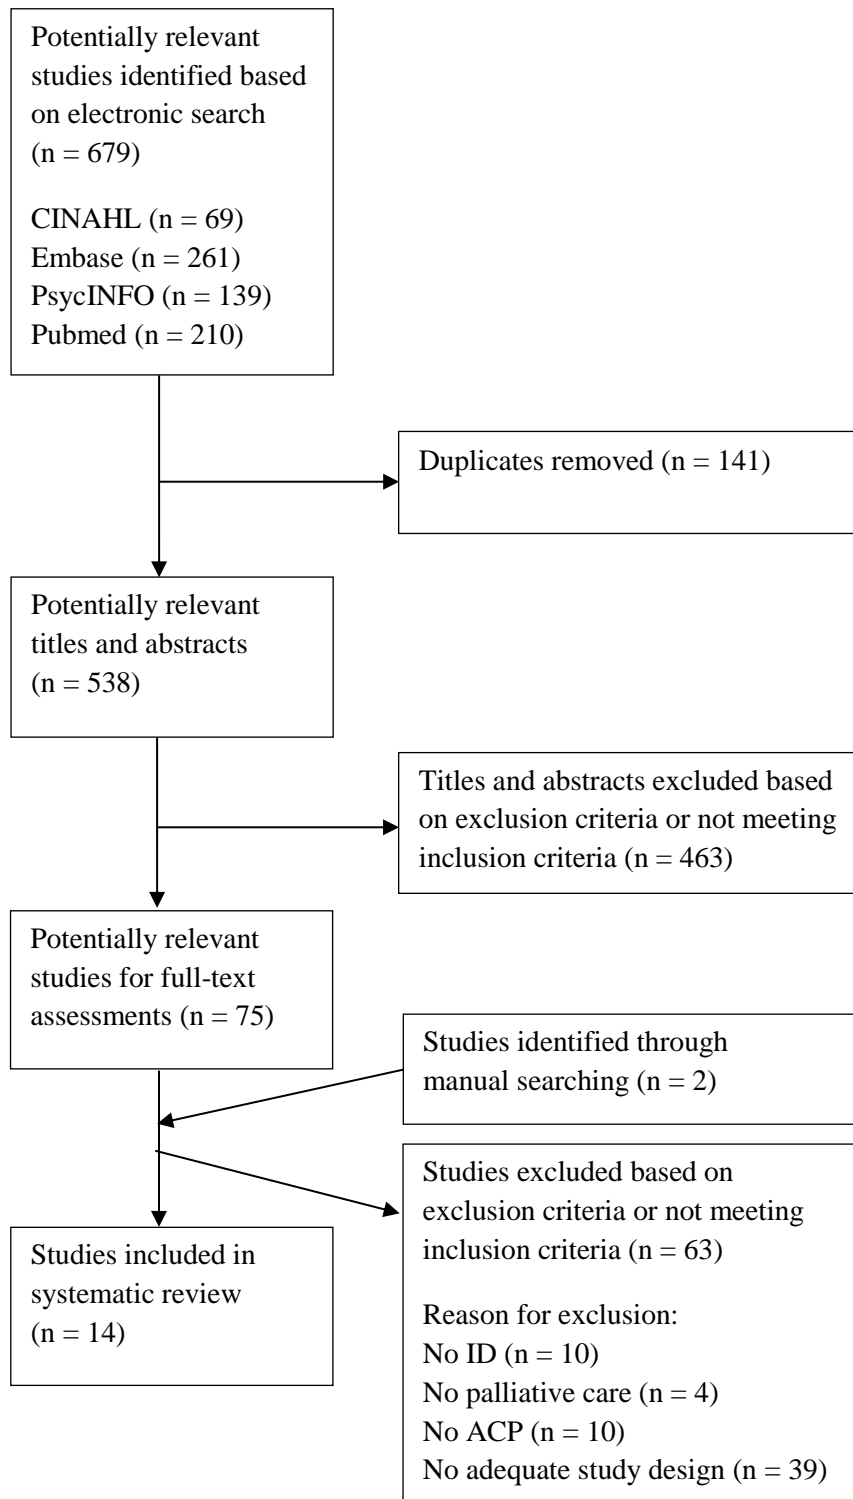 Potentially relevant
studies identified based
on electronic search
(n = 679)
CINAHL (n = 69)
Embase (n = 261)
PsycINFO (n = 139)
Pubmed (n = 210)
Duplicates removed (n = 141)
Potentially relevant
titles and abstracts
(n = 538)
Titles and abstracts excluded based
on exclusion criteria or not meeting
inclusion criteria (n = 463)
Potentially relevant
studies for full-text
assessments (n = 75)
Studies identified through
manual searching (n = 2)
Studies excluded based on
exclusion criteria or not meeting
inclusion criteria (n = 63)
Reason for exclusion:
No ID (n = 10)
No palliative care (n = 4)
No ACP (n = 10)
No adequate study design (n = 39)
Studies included in
systematic review
(n = 14)